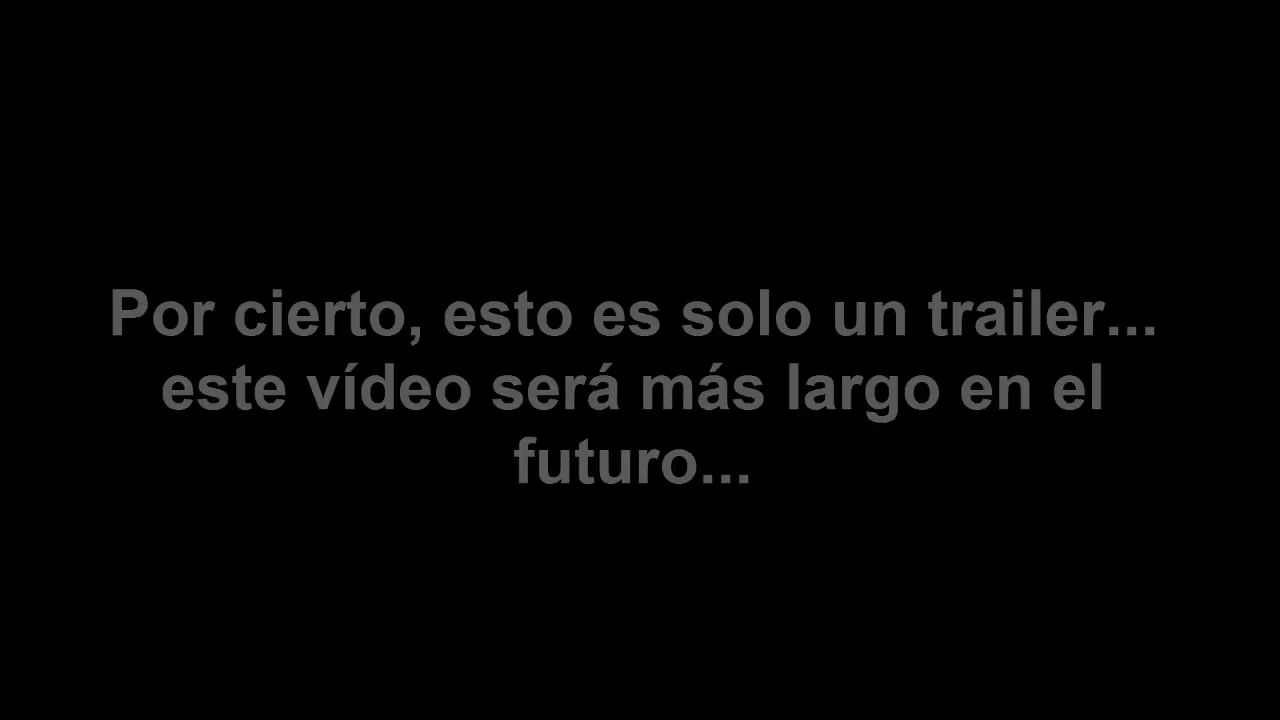 Por cierto, esto es solo un trailer...
este vídeo será más largo en el
futuro...